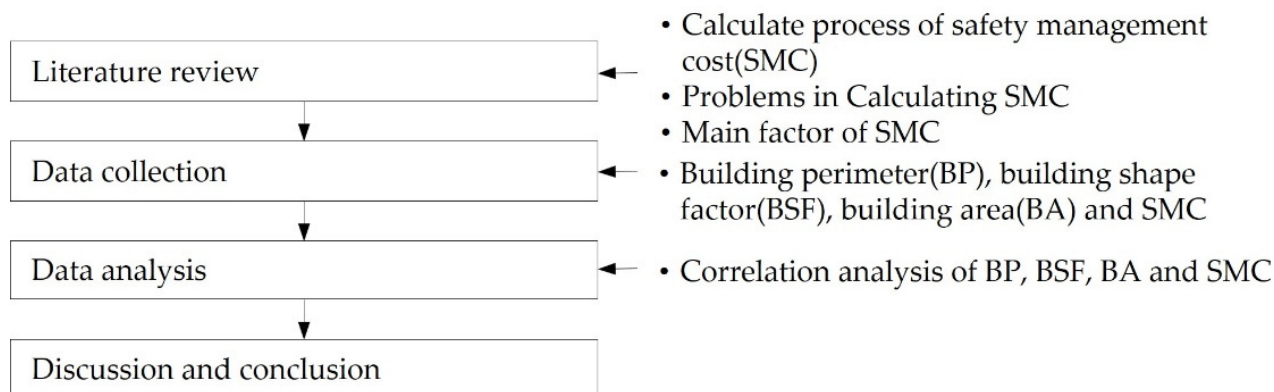 Literature review
Data collection
Data analysis
Discussion and conclusion
• Calculate process of safety management
cost(SMC)
• Problems in Calculating SMC
• Main factor of SMC
• Building perimeter(BP), building shape
factor(BSF), building area(BA) and SMC
• Correlation analysis of BP, BSF, BA and SMC